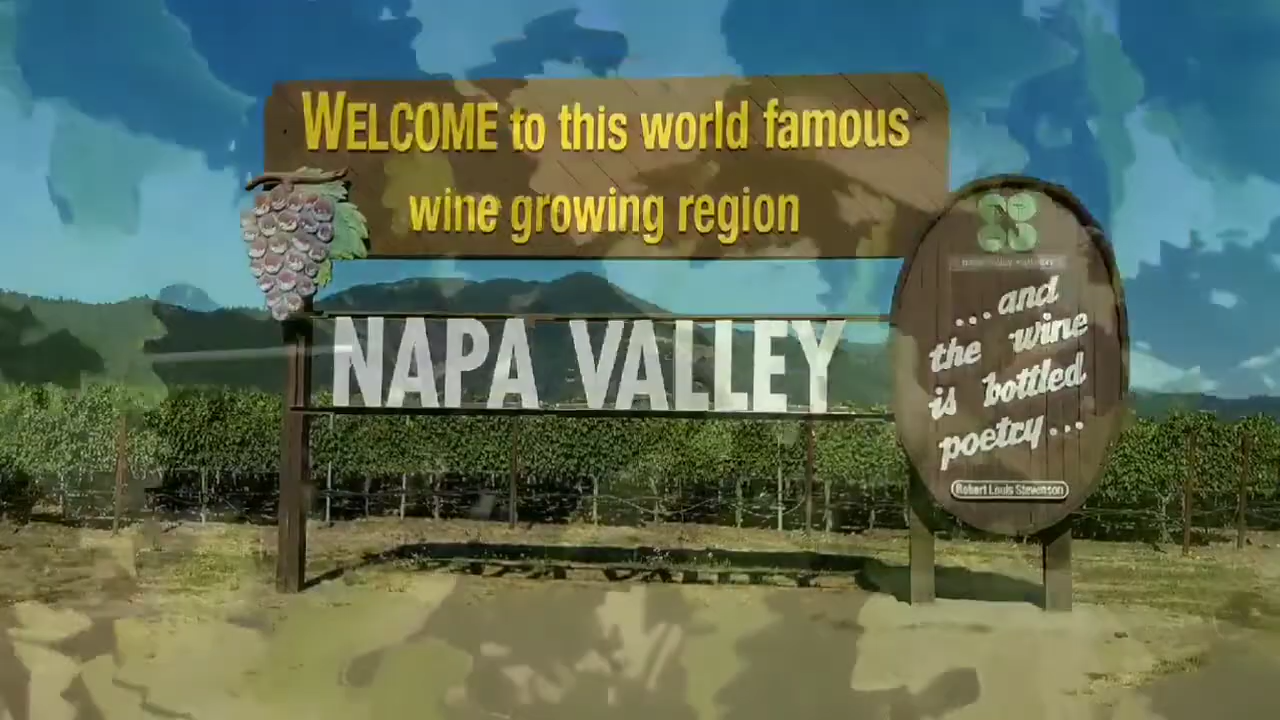 WELCOME to this world famous
wine growing region
NAPA VALLEY
...and
the wine
is bottled
poetry...
Robert Louis Stevenson